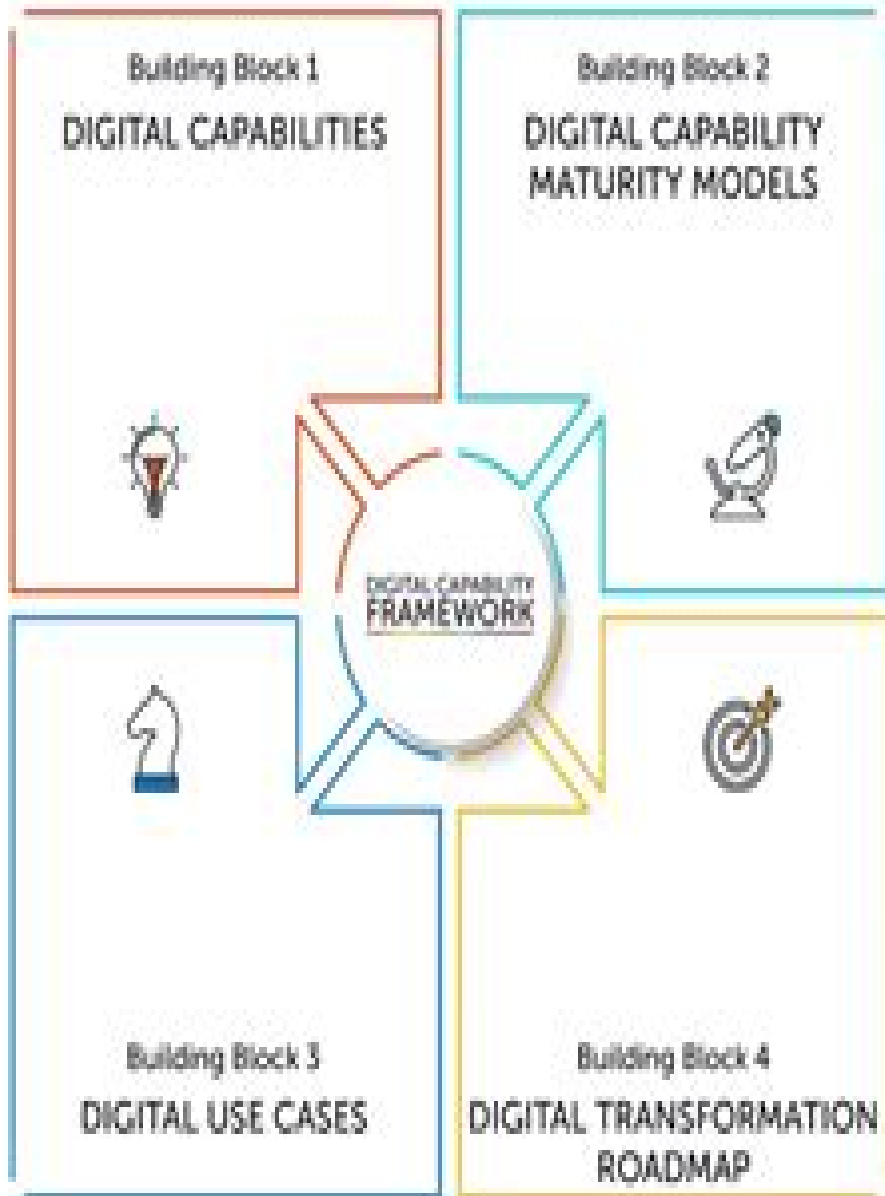 Building Block 1
DIGITAL CAPABILITIES
Building Block 2
DIGITAL CAPABILITY
MATURITY MODELS
DIGITAL CAPABILITY
FRAMEWORK
Building Block 3
DIGITAL USE CASES
Building Block 4
DIGITAL TRANSFORMATION
ROADMAP